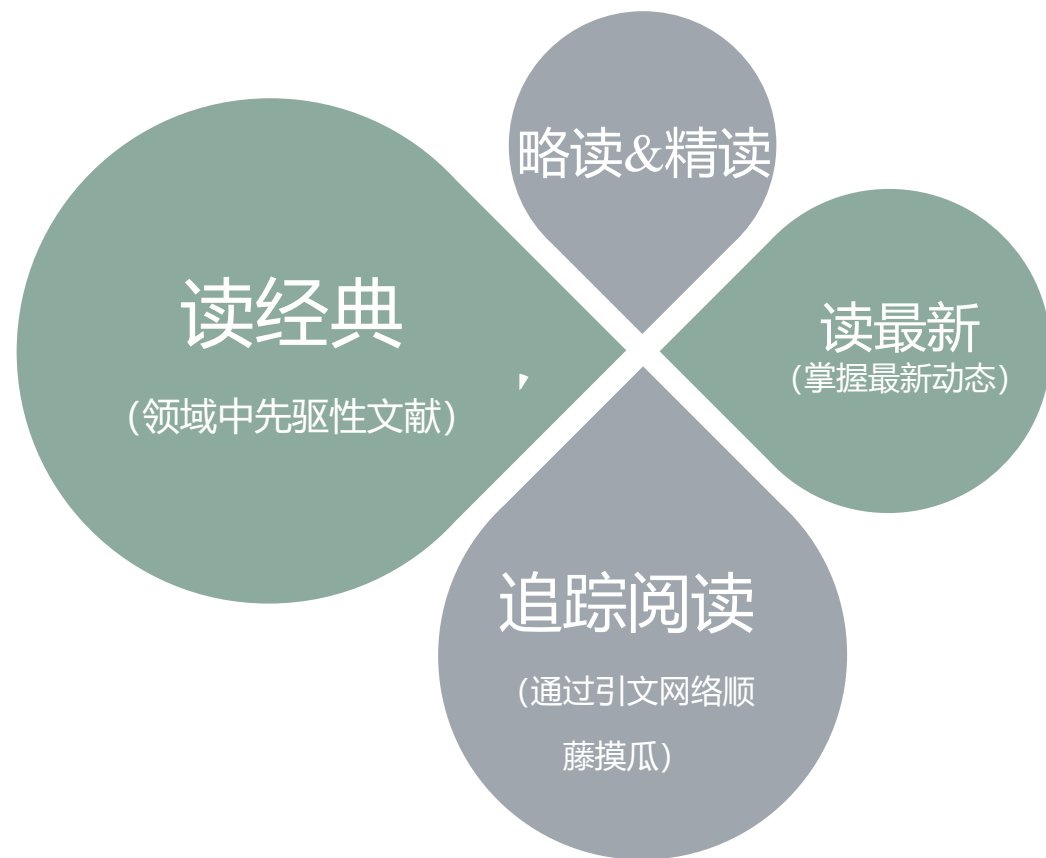 略读&精读
读经典
（领域中先驱性文献）
读最新
（掌握最新动态）
追踪阅读
（通过引文网络顺
藤摸瓜）